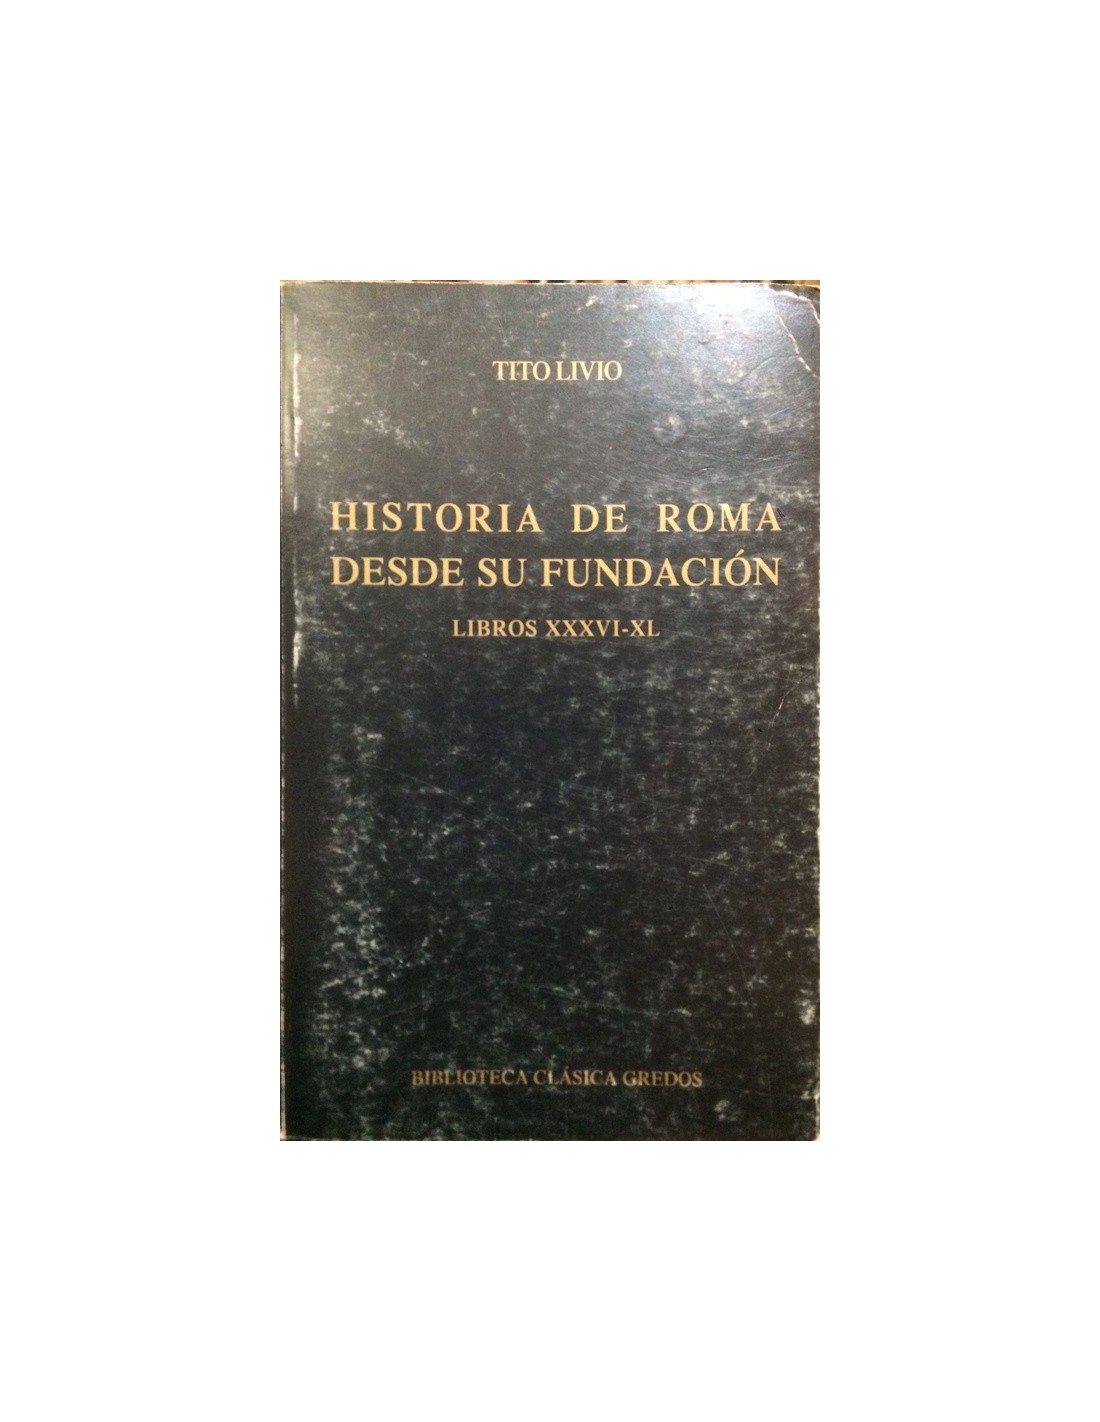 TITO LIVIO
HISTORIA DE ROMA
DESDE SU FUNDACIÓN
LIBROS XXXVI-XL
BIBLIOTECA CLÁSICA GREDOS